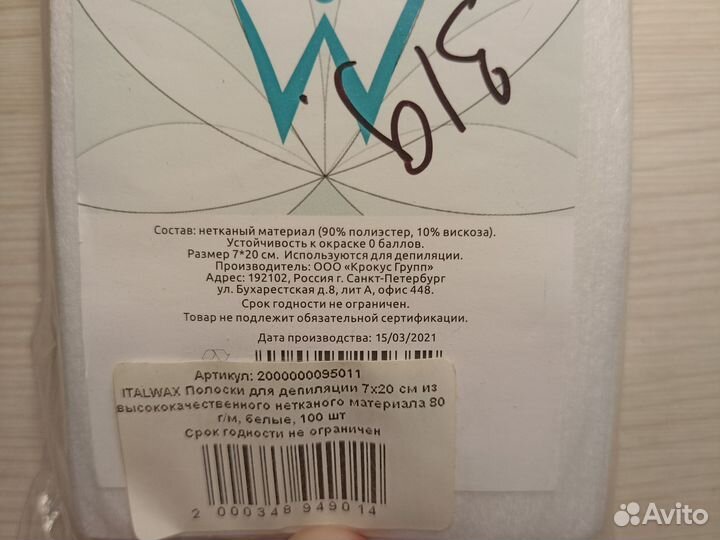 Состав: нетканый материал (90% полиэстер, 10% вискоза).
Устойчивость к окраске 0 баллов.
Размер 7*20 см. Используются для депиляции.
Производитель: ООО «Крокус Групп»
Адрес: 192102, Россия г. Санкт-Петербург
ул. Бухарестская д.8, лит А, офис 448.
Срок годности не ограничен.
Товар не подлежит обязательной сертификации.
Дата производства: 15/03/2021
Артикул: 2000000095011
ITALWAX Полоски для депиляции 7х20 см из
высококачественного нетканого материала 80
г/м, белые, 100 шт
Срок годности не ограничен
2 000348 949014
Avito